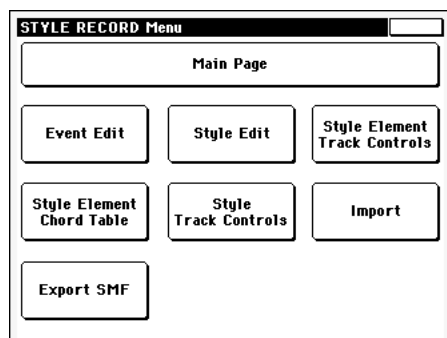 STYLE RECORD Menu
Main Page
Event Edit
Style Edit
Style Element
Track Controls
Style Element
Chord Table
Style
Track Controls
Import
Export SMF